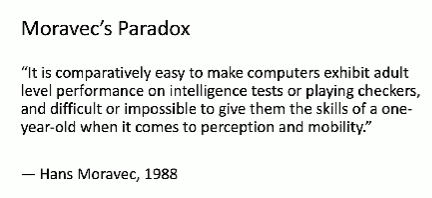 Moravec’s Paradox
“It is comparatively easy to make computers exhibit adult
level performance on intelligence tests or playing checkers,
and difficult or impossible to give them the skills of a one-
year-old when it comes to perception and mobility.”
— Hans Moravec, 1988